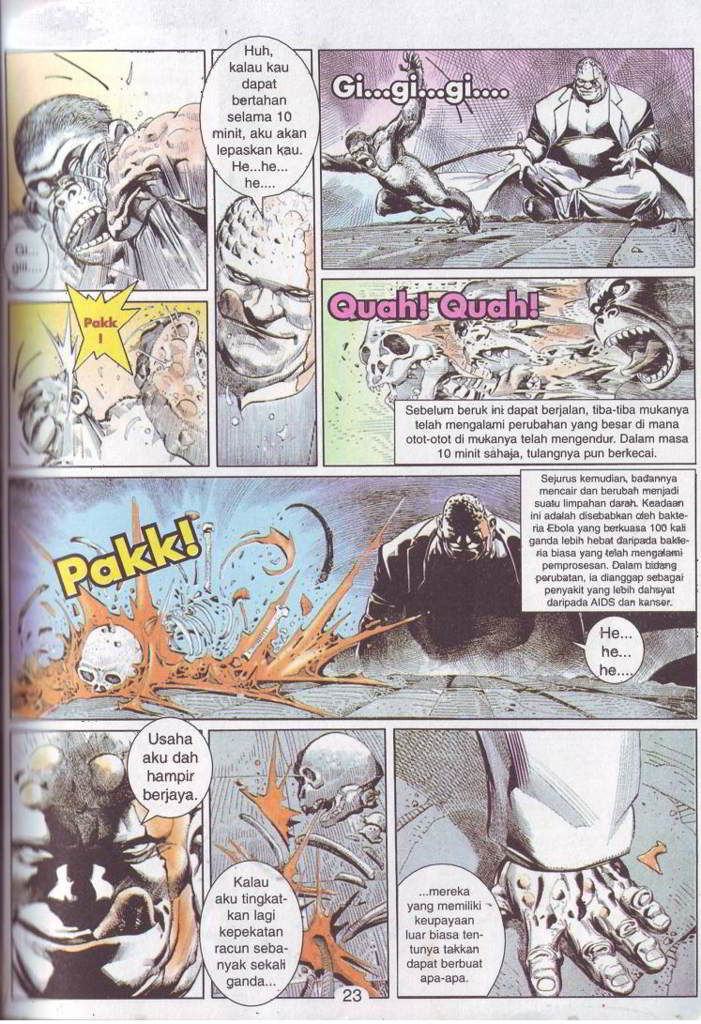 Gi...
giii....
Pakk
!
Huh,
kalau kau
dapat
bertahan
selama 10
minit, aku akan
lepaskan kau.
He...he...
he....
Gi...gi...gi....
Quah! Quah!
Sebelum beruk ini dapat berjalan, tiba-tiba mukanya
telah mengalami perubahan yang besar di mana
otot-otot di mukanya telah mengendur. Dalam masa
10 minit sahaja, tulangnya pun berkecai.
Pakk!
Sejurus kemudian, badannya
mencair dan berubah menjadi
suatu limpahan darah. Keadaan
ini adalah disebabkan oleh bakte-
ria Ebola yang berkuasa 100 kali
ganda lebih hebat daripada bakte-
ria biasa yang telah mengalami
pemprosesan. Dalam bidang
perubatan, ia dianggap sebagai
penyakit yang lebih dahsyat
daripada AIDS dan kanser.
He...
he...
he....
Usaha
aku dah
hampir
berjaya.
Kalau
aku tingkat-
kan lagi
kepekatan
racun seba-
nyak sekali
ganda...
...mereka
yang memiliki
keupayaan
luar biasa ten-
tunya takkan
dapat berbuat
apa-apa.
23